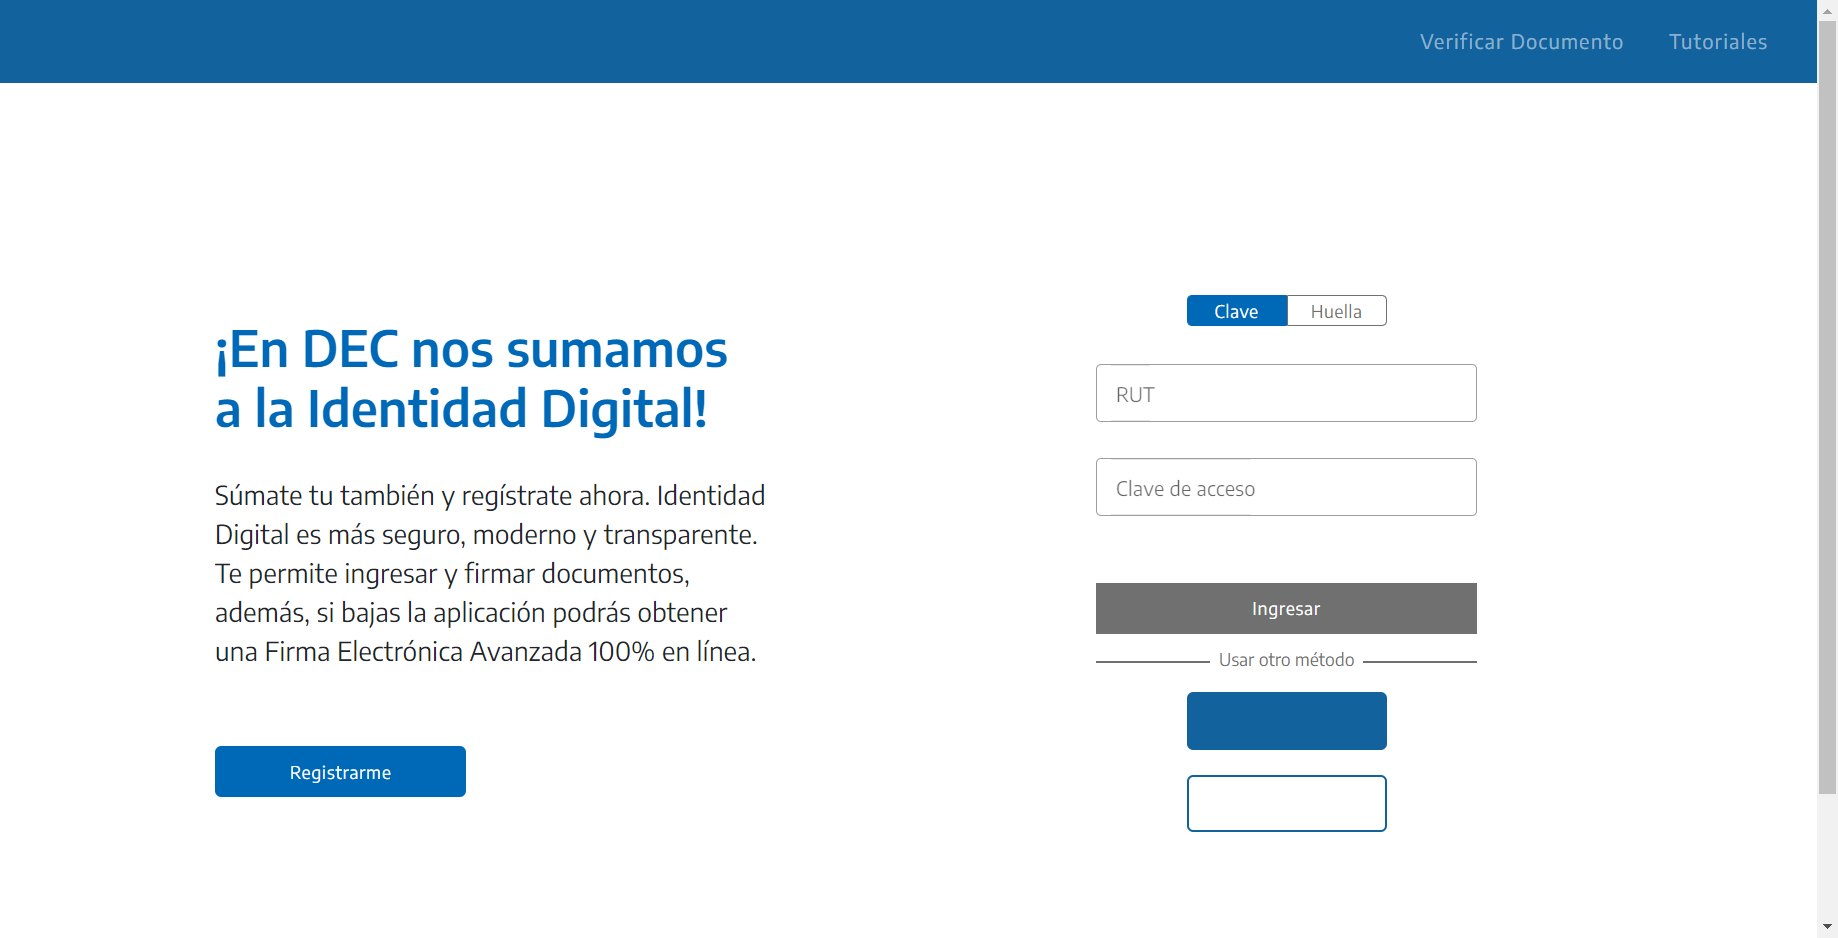 Verificar Documento
Tutoriales
¡En DEC nos sumamos
a la Identidad Digital!
Súmate tu también y regístrate ahora. Identidad
Digital es más seguro, moderno y transparente.
Te permite ingresar y firmar documentos,
además, si bajas la aplicación podrás obtener
una Firma Electrónica Avanzada 100% en línea.
Registrarme
Clave
Huella
RUT
Clave de acceso
Ingresar
Usar otro método